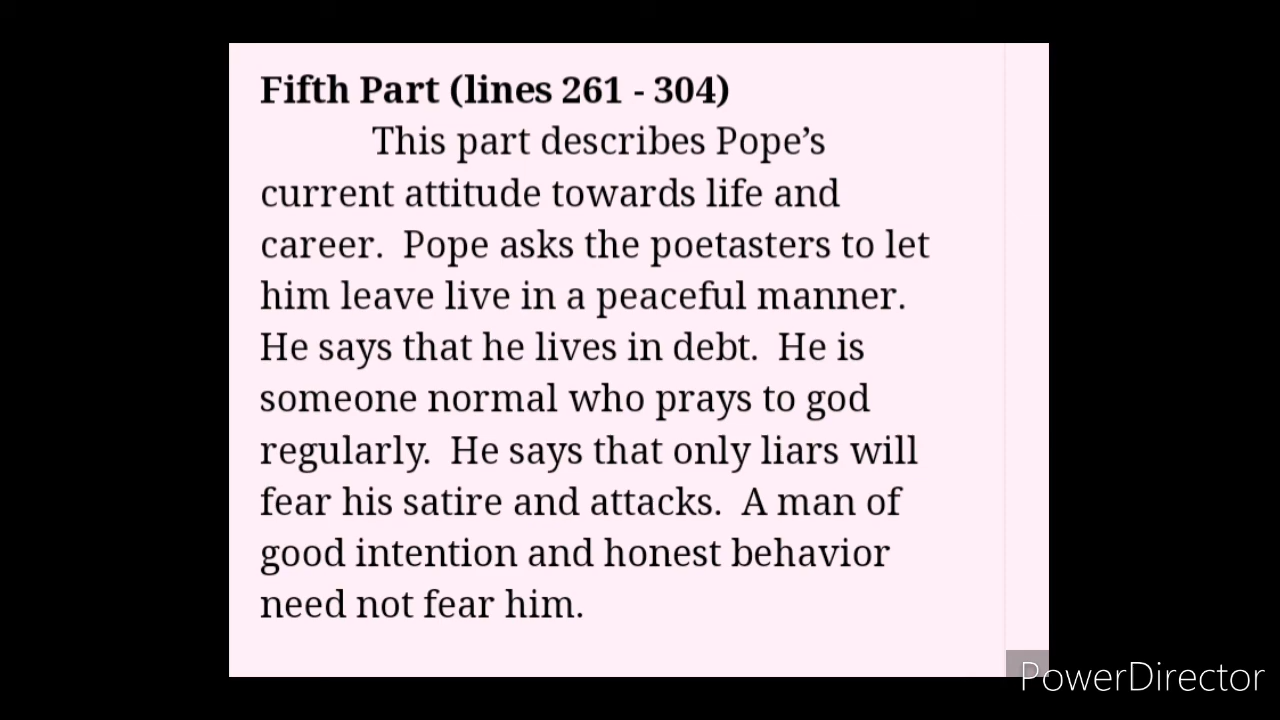 Fifth Part (lines 261 - 304)
This part describes Pope’s
current attitude towards life and
career.  Pope asks the poetasters to let
him leave live in a peaceful manner.
He says that he lives in debt.  He is
someone normal who prays to god
regularly.  He says that only liars will
fear his satire and attacks.  A man of
good intention and honest behavior
need not fear him.
PowerDirector